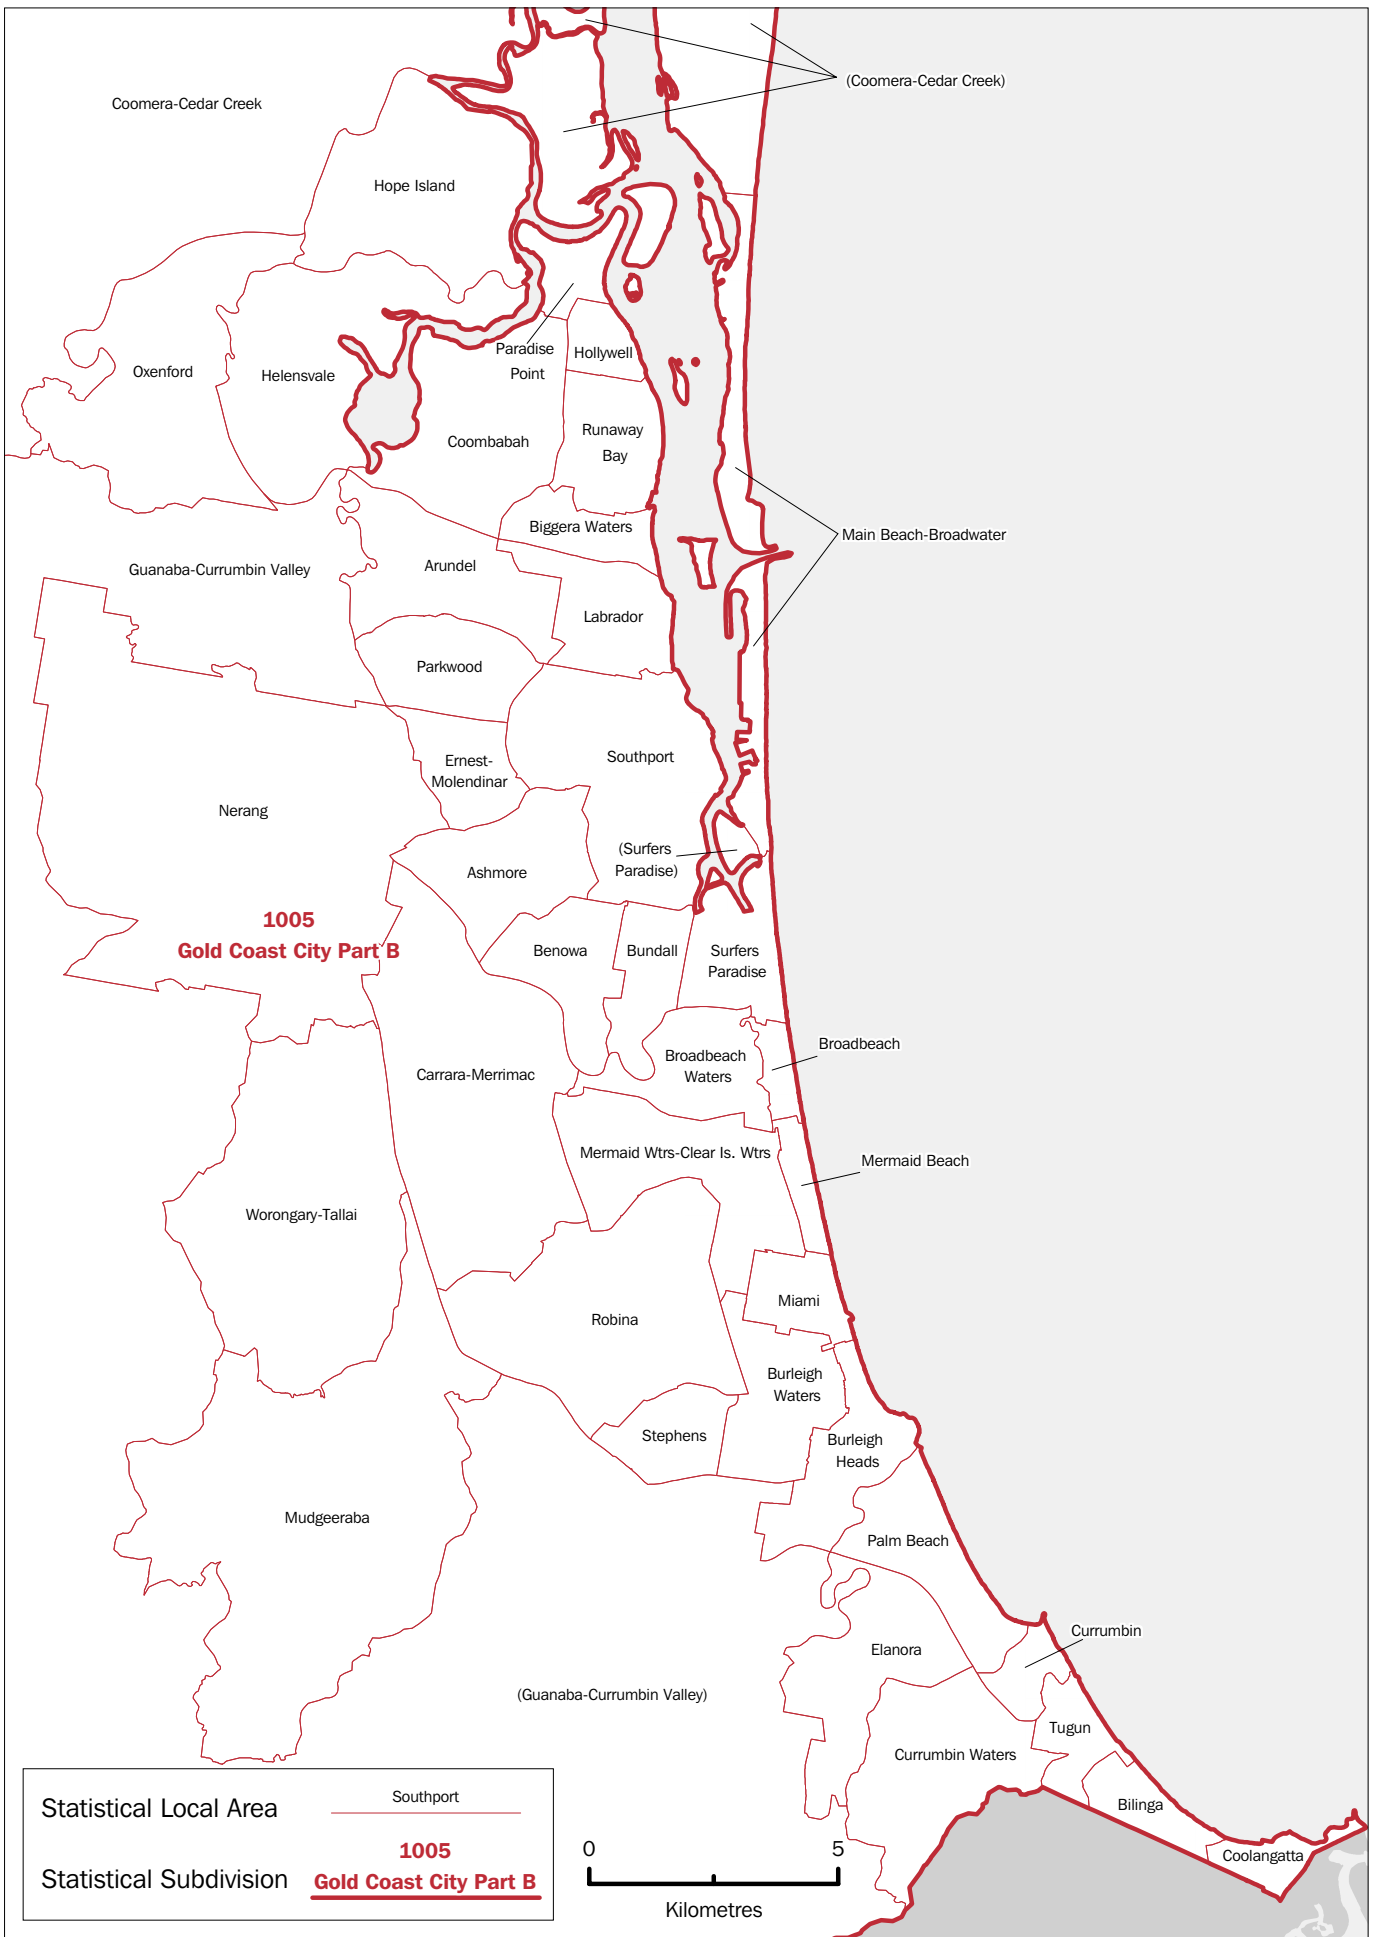 (Coomera-Cedar Creek)
Coomera-Cedar Creek
Hope Island
Paradise
Point
Hollywell
Oxenford
Helensvale
Runaway
Bay
Coombabah
Biggera Waters
Main Beach-Broadwater
Guanaba-Currumbin Valley
Arundel
Labrador
Parkwood
Southport
Ernest-
Molendinar
Nerang
(Surfers
Paradise)
Ashmore
1005
Gold Coast City Part B
Benowa
Bundall
Surfers
Paradise
Broadbeach
Broadbeach
Waters
Carrara-Merrimac
Mermaid Wtrs-Clear Is. Wtrs
Mermaid Beach
Worongary-Tallai
Miami
Robina
Burleigh
Waters
Stephens
Burleigh
Heads
Mudgeeraba
Palm Beach
Currumbin
Elanora
(Guanaba-Currumbin Valley)
Tugun
Currumbin Waters
Bilinga
Coolangatta
Statistical Local Area
Southport
Statistical Subdivision
1005
Gold Coast City Part B
0 5
Kilometres